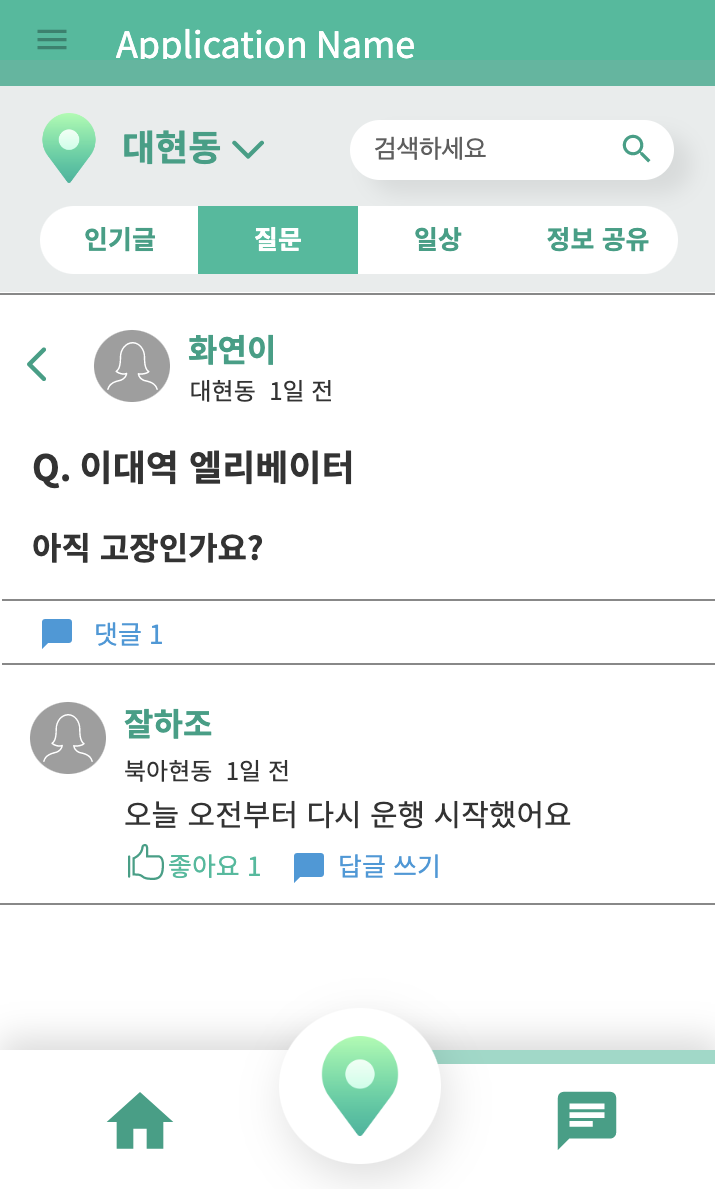 Application Name
대현동
검색하세요
인기글 질문 일상 정보 공유
화연이
대현동 1일 전
Q. 이대역 엘리베이터
아직 고장인가요?
댓글 1
잘하조
북아현동 1일 전
오늘 오전부터 다시 운행 시작했어요
좋아요 1 답글 쓰기